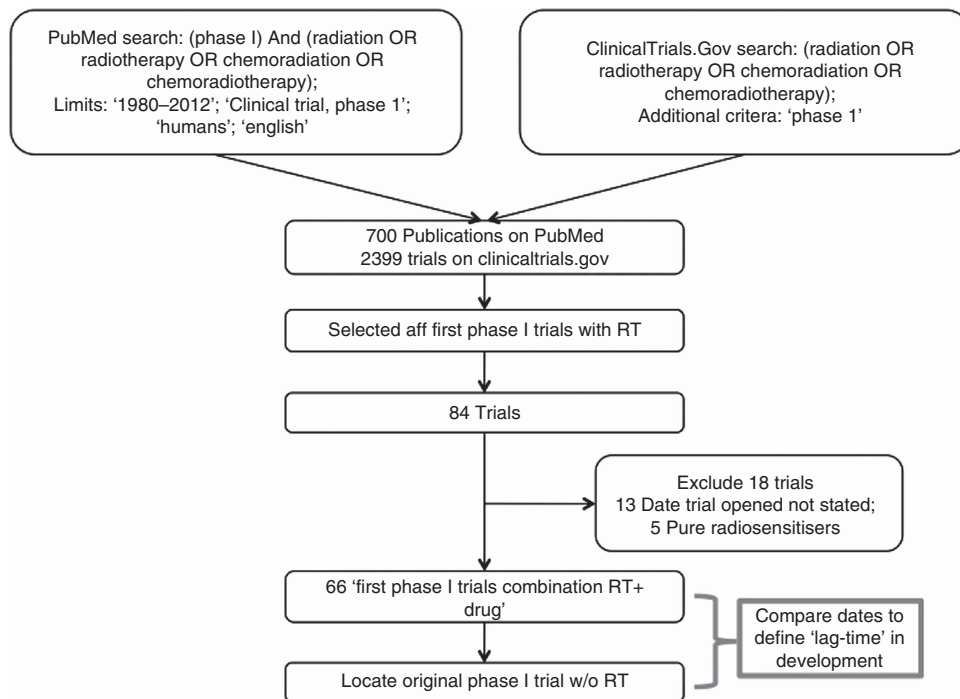 PubMed search: (phase I) And (radiation OR
radiotherapy OR chemoradiation OR
chemoradiotherapy);
Limits: ‘1980–2012’; ‘Clinical trial, phase 1’;
‘humans’; ‘english’
ClinicalTrials.Gov search: (radiation OR
radiotherapy OR chemoradiation OR
chemoradiotherapy);
Additional critera: ‘phase 1’
700 Publications on PubMed
2399 trials on clinicaltrials.gov
Selected aff first phase I trials with RT
84 Trials
Exclude 18 trials
13 Date trial opened not stated;
5 Pure radiosensitisers
66 ‘first phase I trials combination RT+
drug’
Compare dates to
define ‘lag-time’ in
development
Locate original phase I trial w/o RT